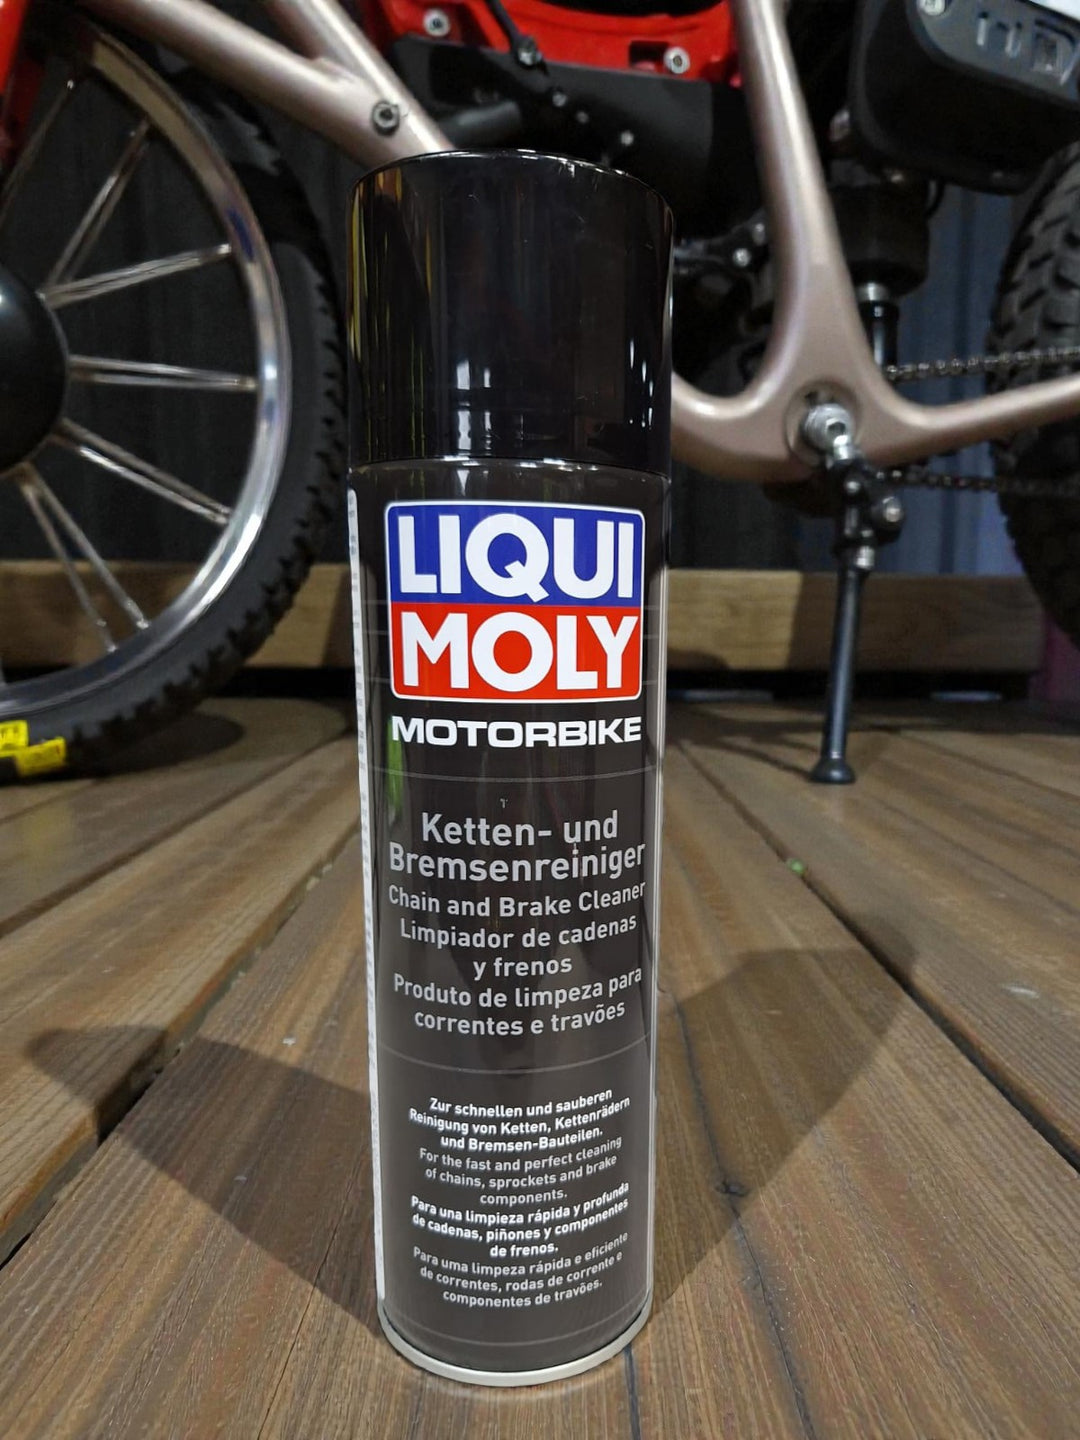 LIQUI
MOLY
MOTORBIKE
Ketten- und
Bremsenreiniger
Chain and Brake Cleaner
Limpiador de cadenas
y frenos
Produto de limpeza para
correntes e travões
Zur schnellen und sauberen
Reinigung von Ketten, Kettenrädern
und Bremsen-Bauteilen.
For the fast and perfect cleaning
of chains, sprockets and brake
components.
Para una limpieza rápida y profunda
de cadenas, piñones y componentes
de frenos.
Para uma limpeza rápida e eficiente
de correntes, rodas de corrente e
componentes de travões.